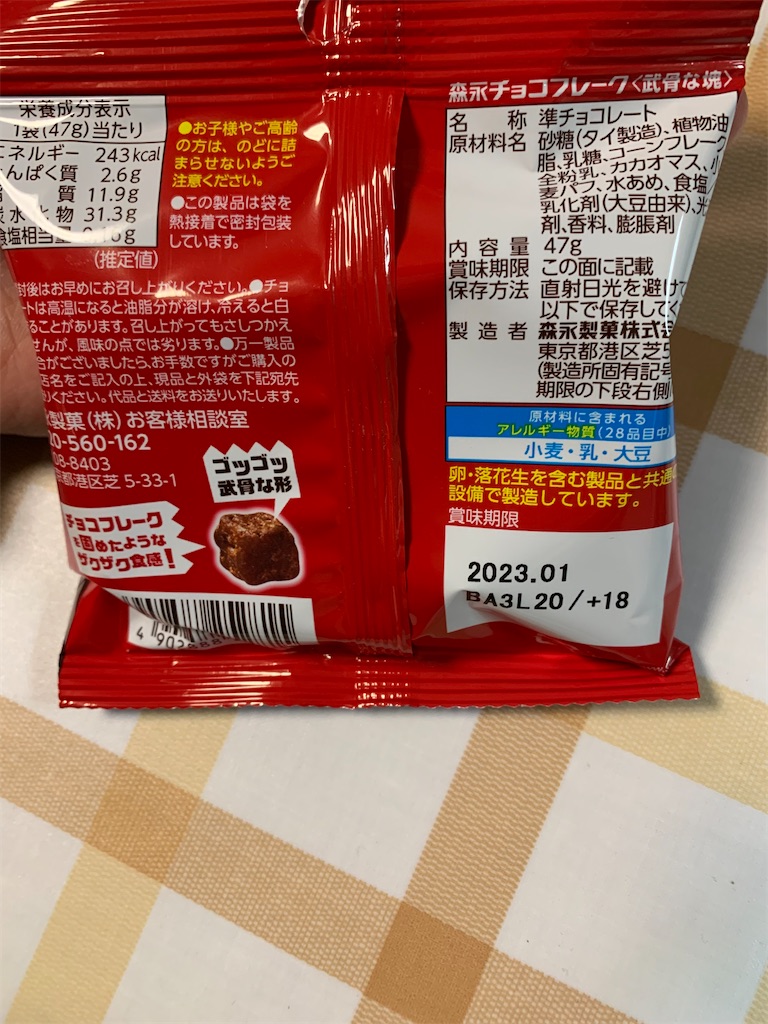 栄養成分表示
1袋(47g)当たり
エネルギー 243kcal
んぱく質 2.6g
質 11.9g
水化物 31.3g
食塩相当量 0.16g
(推定値)
●お子様やご高齢
の方は、のどに詰
まらせないようご
注意ください。
●この製品は袋を
熱接着で密封包装
しています。
封後はお早めにお召し上がりください。●チョ
ートは高温になると油脂分が溶け、冷えると白
ることがあります。召し上がってもさしつかえ
せんが、風味の点では劣ります。●万一製品
合がございましたら、お手数ですがご購入の
店名をご記入の上、現品と外袋を下記宛先
りください。代品と送料をお送りいたします。
製菓(株)お客様相談室
0-560-162
08-8403
京都港区芝 5-33-1
ゴツゴツ
武骨な形
チョコフレーク
を固めたような
ザクザク食感!
4 902888
森永チョコフレーク〈武骨な塊〉
名称 準チョコレート
原材料名 砂糖(タイ製造)、植物油
脂、乳糖、コーンフレーク
全粉乳、カカオマス、小
麦パフ、水あめ、食塩
乳化剤(大豆由来)、光
剤、香料、膨脹剤
内容量 47g
賞味期限 この面に記載
保存方法 直射日光を避けて
以下で保存してく
製造者 森永製菓株式会
東京都港区芝5
(製造所固有記号
期限の下段右側
原材料に含まれる
アレルギー物質(28品目中)
小麦・乳・大豆
卵・落花生を含む製品と共通の
設備で製造しています。
賞味期限
2023.01
BA3L20/+18